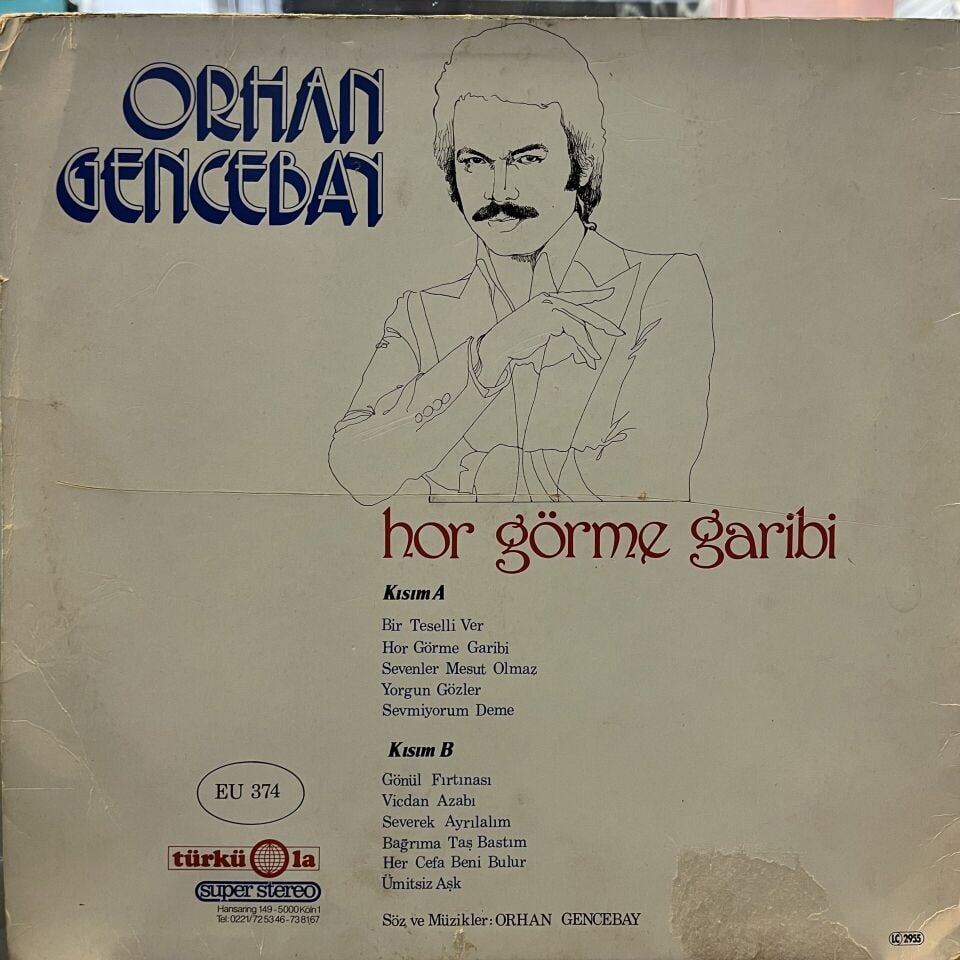 ORHAN
GENCEBAY
hor görme garibi
Kısım A
Bir Teselli Ver
Hor Görme Garibi
Sevenler Mesut Olmaz
Yorgun Gözler
Sevmiyorum Deme
Kısım B
Gönül Fırtınası
Vicdan Azabı
Severek Ayrılalım
Bağrıma Taş Bastım
Her Cefa Beni Bulur
Ümitsiz Aşk
Söz ve Müzikler: ORHAN GENCEBAY
EU 374
türküola
super stereo
Hansaring 149 - 5000 Köln 1
Tel: 0221/72 53 46 - 73 81 67
LC 2955